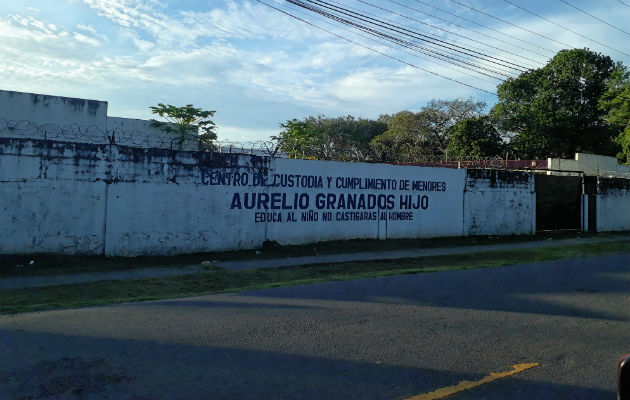 CENTRO DE CUSTODIA Y CUMPLIMIENTO DE MENORES
AURELIO GRANADOS HIJO
EDUCA AL NIÑO NO CASTIGARAS AL HOMBRE